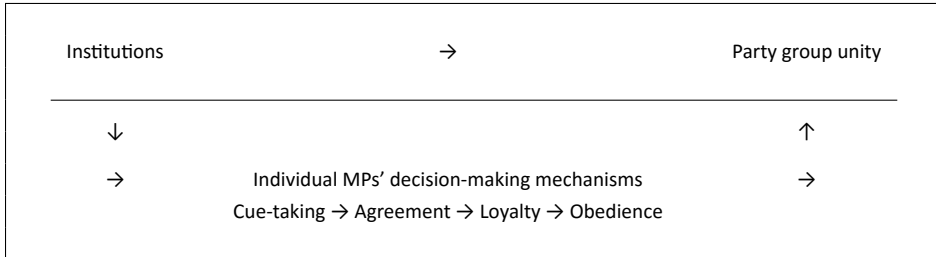 Institutions → Party group unity
↓ ↑
→ Individual MPs’ decision-making mechanisms →
Cue-taking → Agreement → Loyalty → Obedience